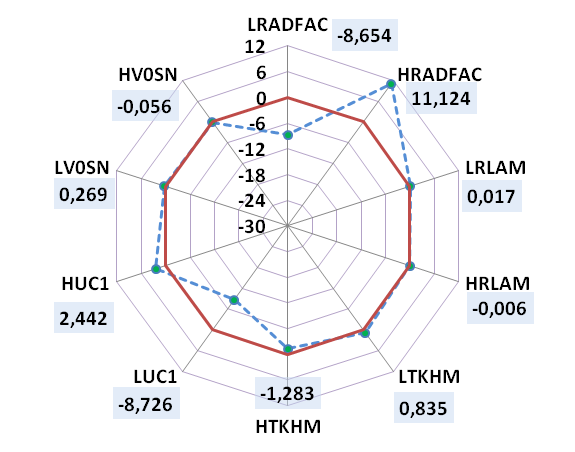 LRADFAC
-8,654
12
HRADFAC
11,124
6
0
-6
-12
-18
-24
-30
HV0SN
-0,056
LV0SN
0,269
LRLAM
0,017
HUC1
2,442
HRLAM
-0,006
LUC1
-8,726
LTKHM
0,835
-1,283
HTKHM